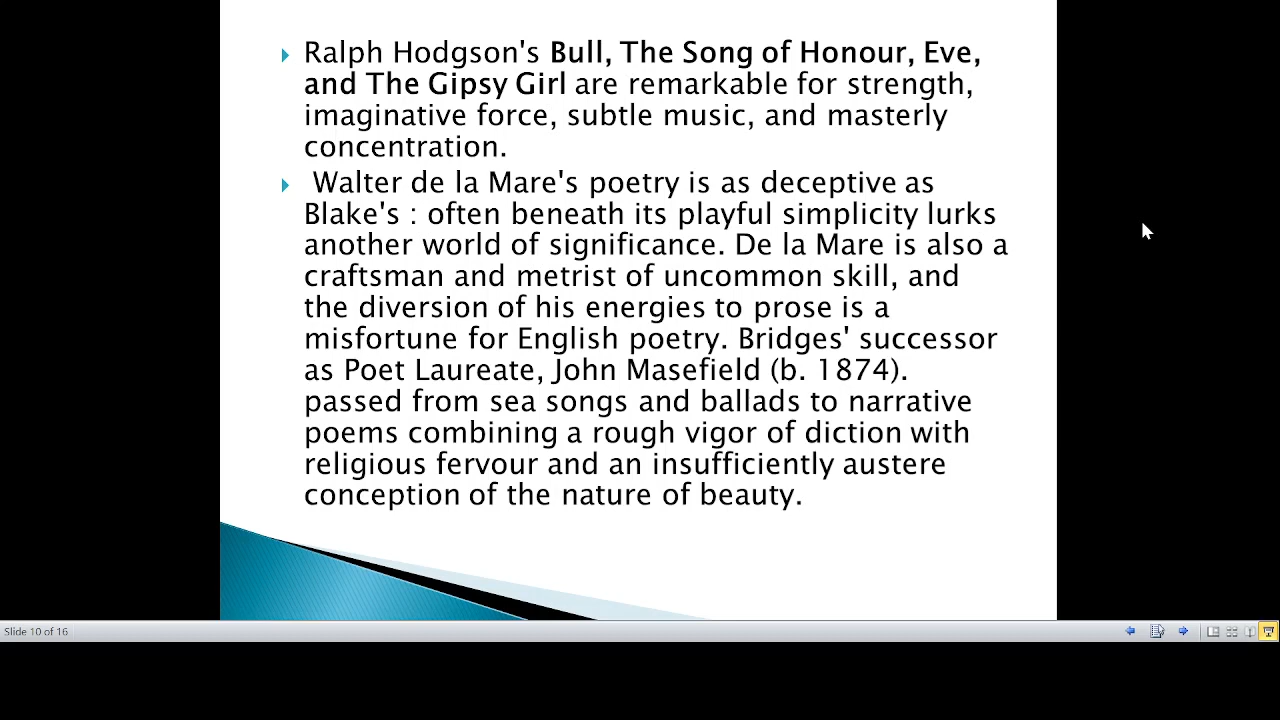 Ralph Hodgson's Bull, The Song of Honour, Eve,
and The Gipsy Girl are remarkable for strength,
imaginative force, subtle music, and masterly
concentration.
Walter de la Mare's poetry is as deceptive as
Blake's : often beneath its playful simplicity lurks
another world of significance. De la Mare is also a
craftsman and metrist of uncommon skill, and
the diversion of his energies to prose is a
misfortune for English poetry. Bridges' successor
as Poet Laureate, John Masefield (b. 1874).
passed from sea songs and ballads to narrative
poems combining a rough vigor of diction with
religious fervour and an insufficiently austere
conception of the nature of beauty.
Slide 10 of 16